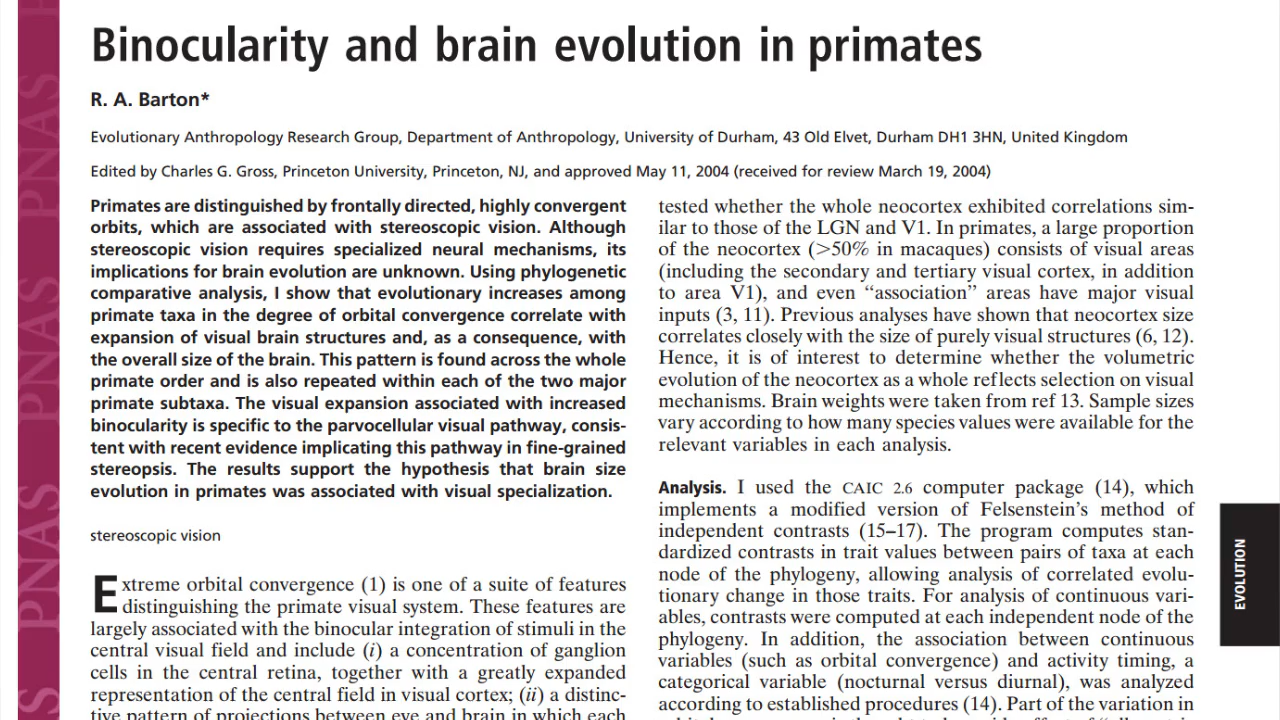 Binocularity and brain evolution in primates
R. A. Barton*
Evolutionary Anthropology Research Group, Department of Anthropology, University of Durham, 43 Old Elvet, Durham DH1 3HN, United Kingdom
Edited by Charles G. Gross, Princeton University, Princeton, NJ, and approved May 11, 2004 (received for review March 19, 2004)
Primates are distinguished by frontally directed, highly convergent
orbits, which are associated with stereoscopic vision. Although
stereoscopic vision requires specialized neural mechanisms, its
implications for brain evolution are unknown. Using phylogenetic
comparative analysis, I show that evolutionary increases among
primate taxa in the degree of orbital convergence correlate with
expansion of visual brain structures and, as a consequence, with
the overall size of the brain. This pattern is found across the whole
primate order and is also repeated within each of the two major
primate subtaxa. The visual expansion associated with increased
binocularity is specific to the parvocellular visual pathway, consis-
tent with recent evidence implicating this pathway in fine-grained
stereopsis. The results support the hypothesis that brain size
evolution in primates was associated with visual specialization.
stereoscopic vision
Extreme orbital convergence (1) is one of a suite of features
distinguishing the primate visual system. These features are
largely associated with the binocular integration of stimuli in the
central visual field and include (i) a concentration of ganglion
cells in the central retina, together with a greatly expanded
representation of the central field in visual cortex; (ii) a distinc-
tive pattern of projections between eye and brain in which each
tested whether the whole neocortex exhibited correlations sim-
ilar to those of the LGN and V1. In primates, a large proportion
of the neocortex (>50% in macaques) consists of visual areas
(including the secondary and tertiary visual cortex, in addition
to area V1), and even “association” areas have major visual
inputs (3, 11). Previous analyses have shown that neocortex size
correlates closely with the size of purely visual structures (6, 12).
Hence, it is of interest to determine whether the volumetric
evolution of the neocortex as a whole reflects selection on visual
mechanisms. Brain weights were taken from ref 13. Sample sizes
vary according to how many species values were available for the
relevant variables in each analysis.
Analysis. I used the CAIC 2.6 computer package (14), which
implements a modified version of Felsenstein’s method of
independent contrasts (15–17). The program computes stan-
dardized contrasts in trait values between pairs of taxa at each
node of the phylogeny, allowing analysis of correlated evolu-
tionary change in those traits. For analysis of continuous vari-
ables, contrasts were computed at each independent node of the
phylogeny. In addition, the association between continuous
variables (such as orbital convergence) and activity timing, a
categorical variable (nocturnal versus diurnal), was analyzed
according to established procedures (14). Part of the variation in
EVOLUTION
PNAS
PNAS
PNAS